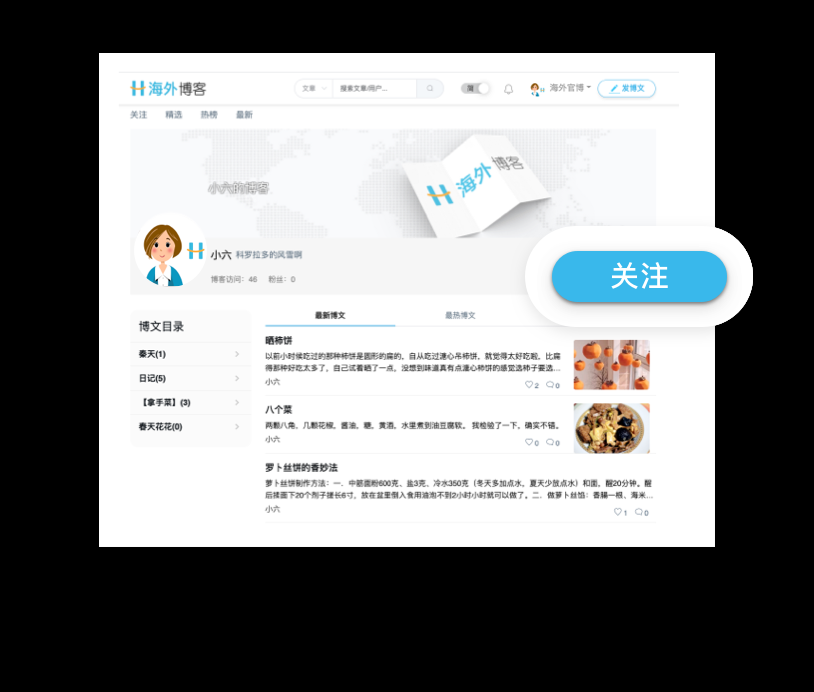 海外博客
文章
搜索文章/用户...
简
海外官博
发博文
关注
精选
热榜
最新
海外博客
小六的博客
小六 科罗拉多的风雪啊
博客访问: 46 粉丝: 0
关注
博文目录
秦天(1)
日记(5)
【拿手菜】(3)
春天花花(0)
最新博文
最热博文
晒柿饼
以前小时候吃过的那种柿饼是圆形的扁的。自从吃过溏心吊柿饼，就觉得太好吃啦，比扁
得那种好吃太多了，自己试着晒了一点，没想到味道真有点溏心柿饼的感觉选柿子要选...
小六
2 0
八个菜
两颗八角，几颗花椒，酱油，糖，黄酒，水里煮到油豆腐软。 我检验了一下，确实不错。
小六
0 0
罗卜丝饼的香妙法
萝卜丝饼制作方法：一．中筋面粉600克、盐3克、冷水350克（冬天多加点水，夏天少放点水）和面，醒20分钟。醒
后揉面下20个剂子搓长6寸，放在盆里倒入食用油泡不到2小时小时就可以做了。二．做萝卜丝馅：香腸一根、海米...
小六
1 0